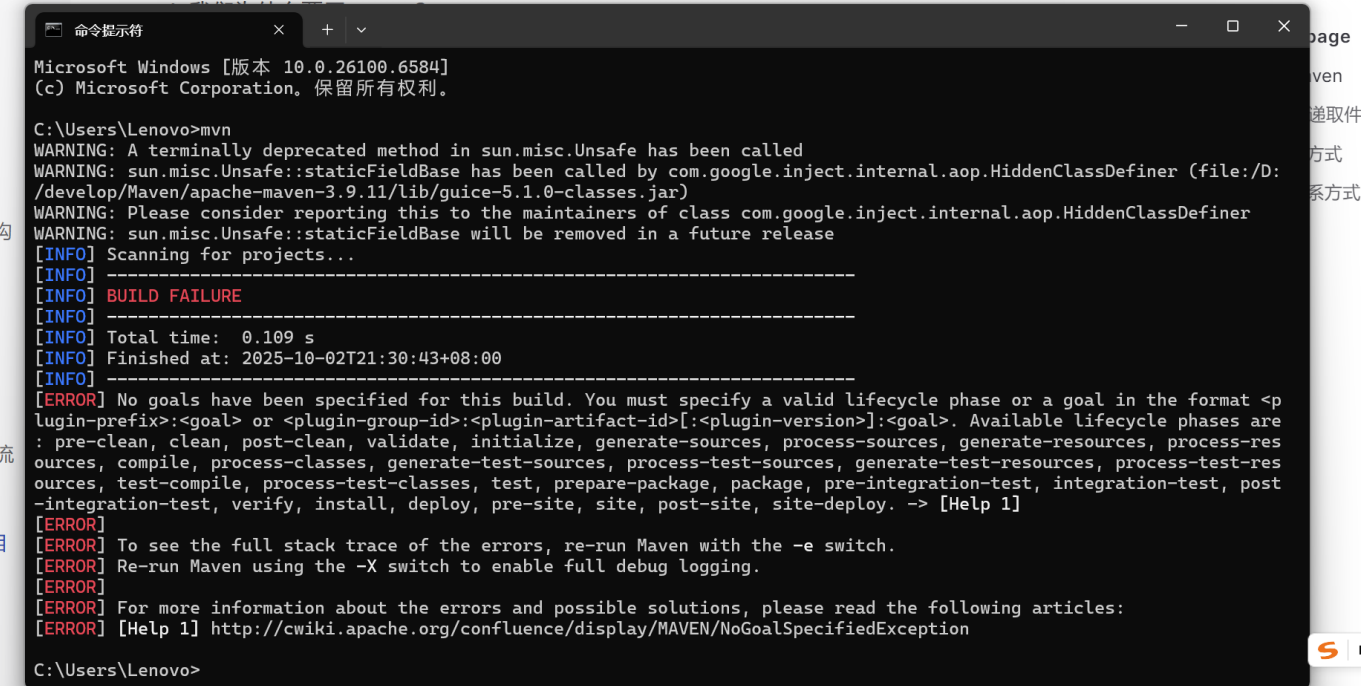 命令提示符
Microsoft Windows [版本 10.0.26100.6584]
(c) Microsoft Corporation。保留所有权利。
C:\Users\Lenovo>mvn
WARNING: A terminally deprecated method in sun.misc.Unsafe has been called
WARNING: sun.misc.Unsafe::staticFieldBase has been called by com.google.inject.internal.aop.HiddenClassDefiner (file:/D:
/develop/Maven/apache-maven-3.9.11/lib/guice-5.1.0-classes.jar)
WARNING: Please consider reporting this to the maintainers of class com.google.inject.internal.aop.HiddenClassDefiner
WARNING: sun.misc.Unsafe::staticFieldBase will be removed in a future release
[INFO] Scanning for projects...
[INFO] ------------------------------------------------------------------------
[INFO] BUILD FAILURE
[INFO] ------------------------------------------------------------------------
[INFO] Total time:  0.109 s
[INFO] Finished at: 2025-10-02T21:30:43+08:00
[INFO] ------------------------------------------------------------------------
[ERROR] No goals have been specified for this build. You must specify a valid lifecycle phase or a goal in the format <p
lugin-prefix>:<goal> or <plugin-group-id>:<plugin-artifact-id>[:<plugin-version>]:<goal>. Available lifecycle phases are
: pre-clean, clean, post-clean, validate, initialize, generate-sources, process-sources, generate-resources, process-res
ources, compile, process-classes, generate-test-sources, process-test-sources, generate-test-resources, process-test-res
ources, test-compile, process-test-classes, test, prepare-package, package, pre-integration-test, integration-test, post
-integration-test, verify, install, deploy, pre-site, site, post-site, site-deploy. -> [Help 1]
[ERROR]
[ERROR] To see the full stack trace of the errors, re-run Maven with the -e switch.
[ERROR] Re-run Maven using the -X switch to enable full debug logging.
[ERROR]
[ERROR] For more information about the errors and possible solutions, please read the following articles:
[ERROR] [Help 1] http://cwiki.apache.org/confluence/display/MAVEN/NoGoalSpecifiedException
C:\Users\Lenovo>
page
ven
递取件
方式
系方式
流